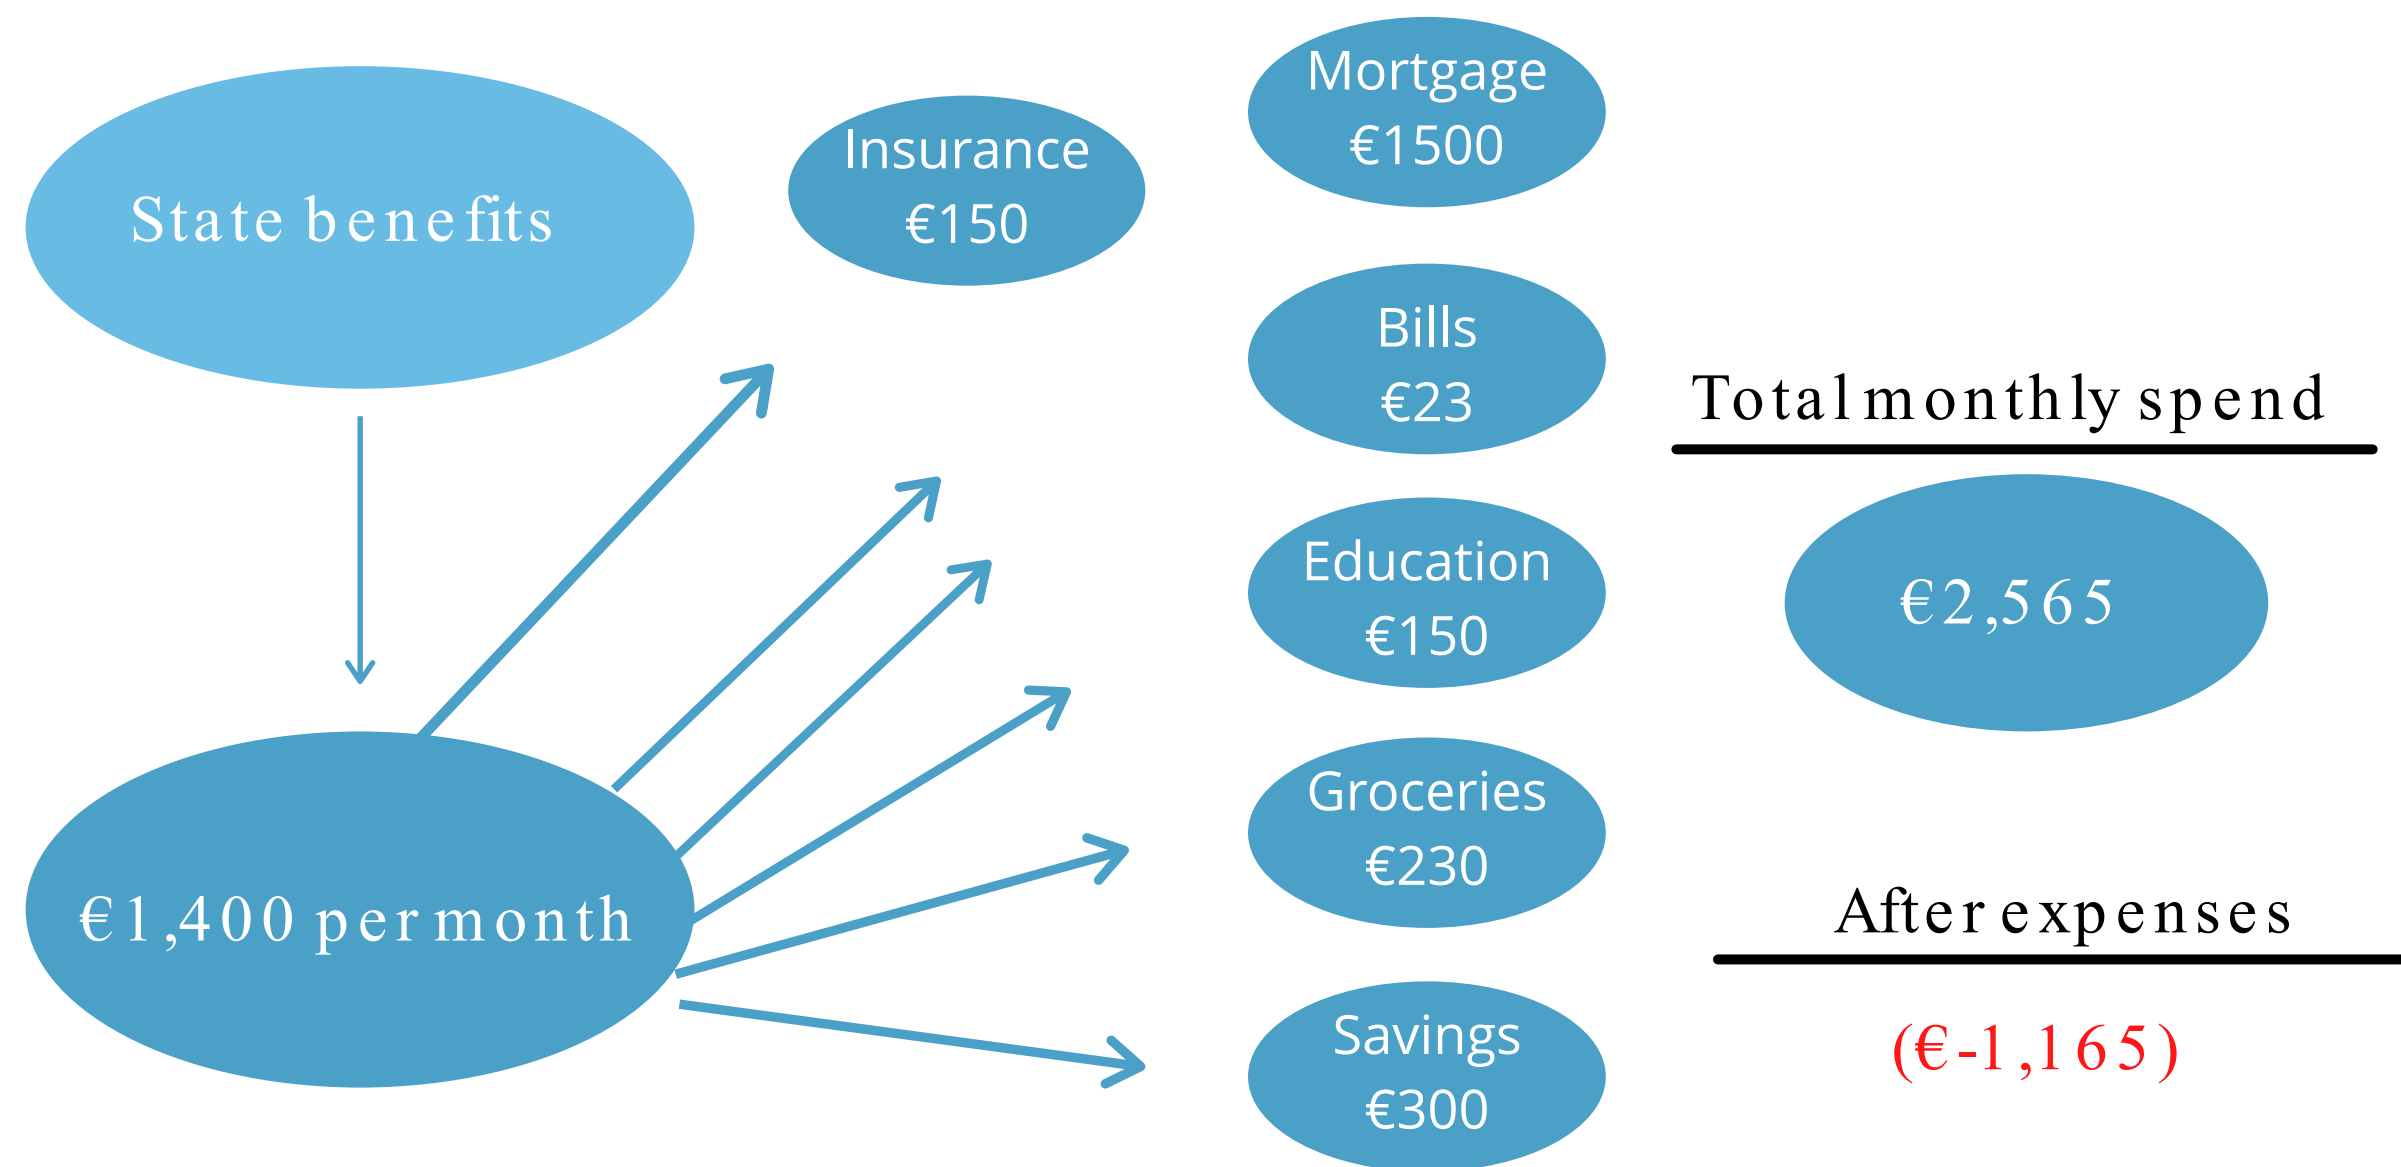 State benefits
€1,400 per month
Insurance
€150
Mortgage
€1500
Bills
€23
Education
€150
Groceries
€230
Savings
€300
Total monthly spend
€2,565
After expenses
(€-1,165)